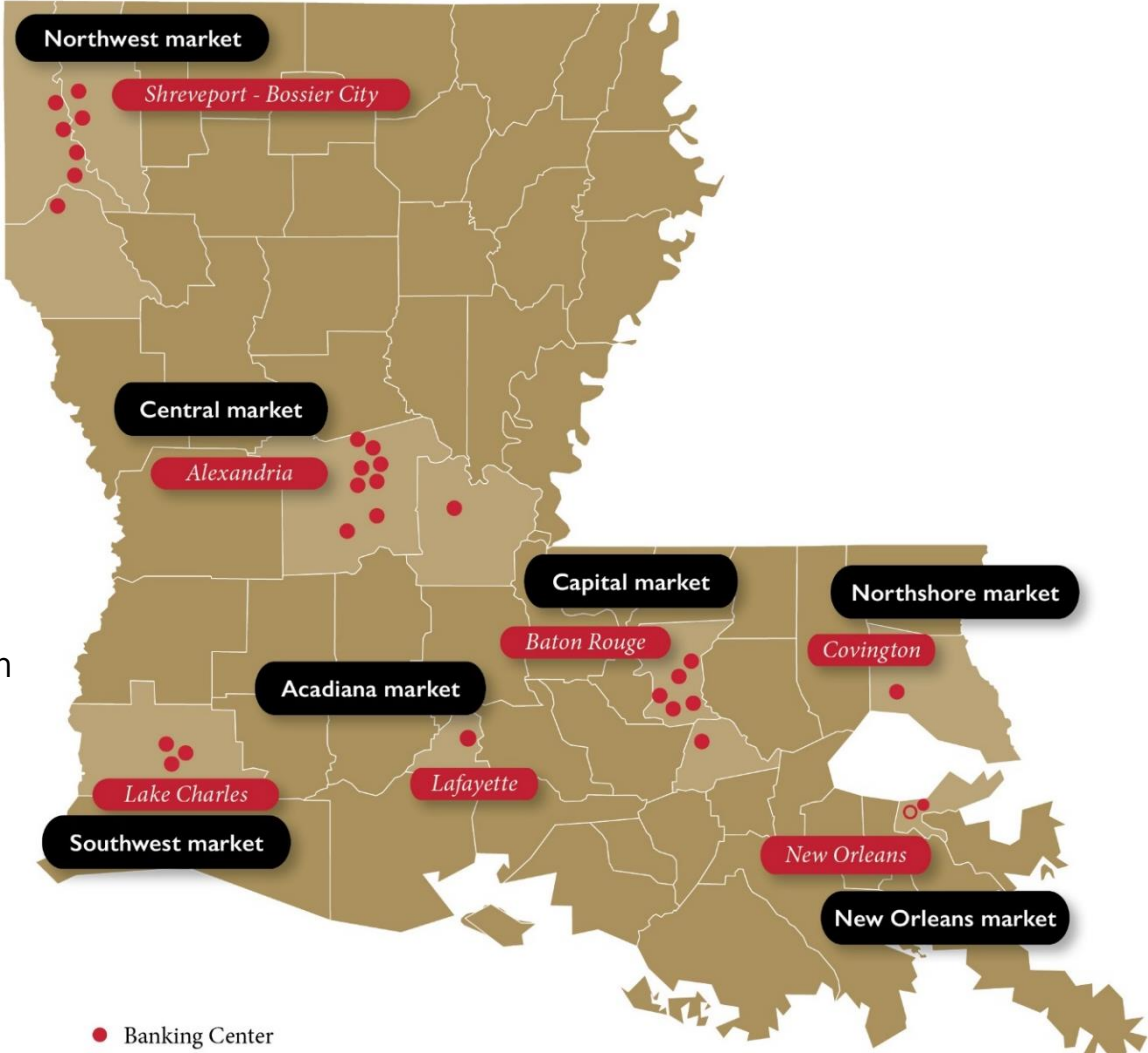 Northwest market
Shreveport - Bossier City
Central market
Alexandria
Capital market
Northshore market
Baton Rouge
Covington
n
Acadiana market
Lake Charles
Lafayette
Southwest market
New Orleans
New Orleans market
Banking Center